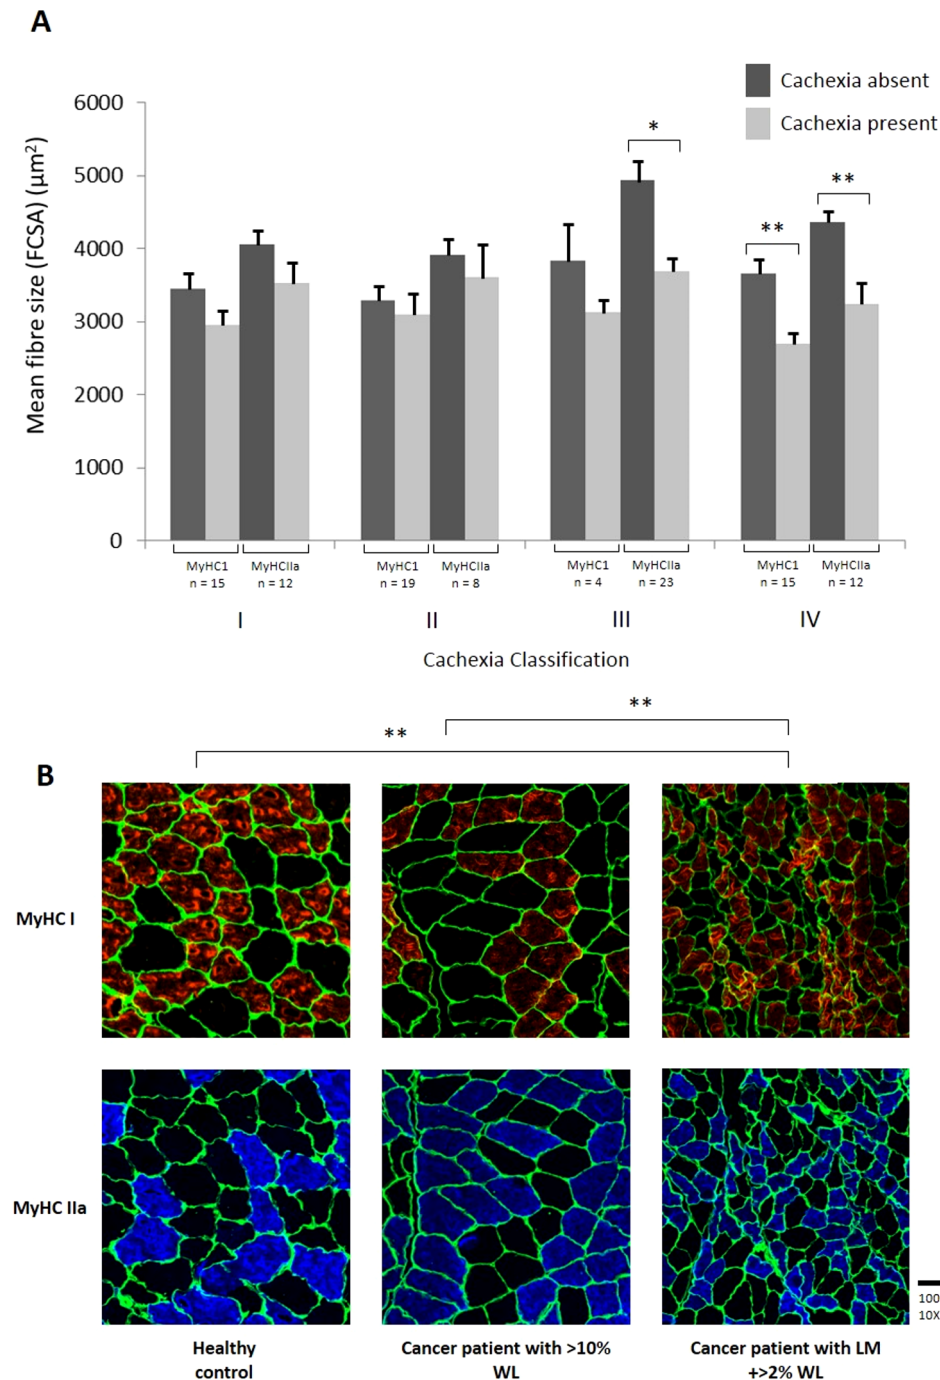 A
Cachexia absent
Cachexia present
Mean fibre size (FCSA) (µm²)
6000
5000
4000
3000
2000
1000
0
*
**
**
MyHC1
n = 15
MyHCIIa
n = 12
MyHC1
n = 19
MyHCIIa
n = 8
MyHC1
n = 4
MyHCIIa
n = 23
MyHC1
n = 15
MyHCIIa
n = 12
I
II
III
IV
Cachexia Classification
**
**
B
MyHC I
MyHC IIa
100
10X
Healthy
control
Cancer patient with >10%
WL
Cancer patient with LM
+>2% WL